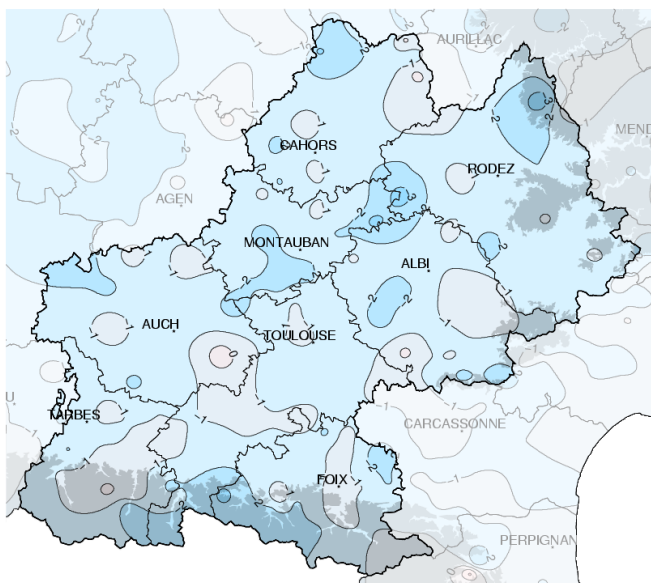 AURILLAC
MEND
CAHORS
RODEZ
AGEN
MONTAUBAN
ALBI
AUCH
TOULOUSE
TARBES
CARCASSONNE
FOIX
PERPIGNAN